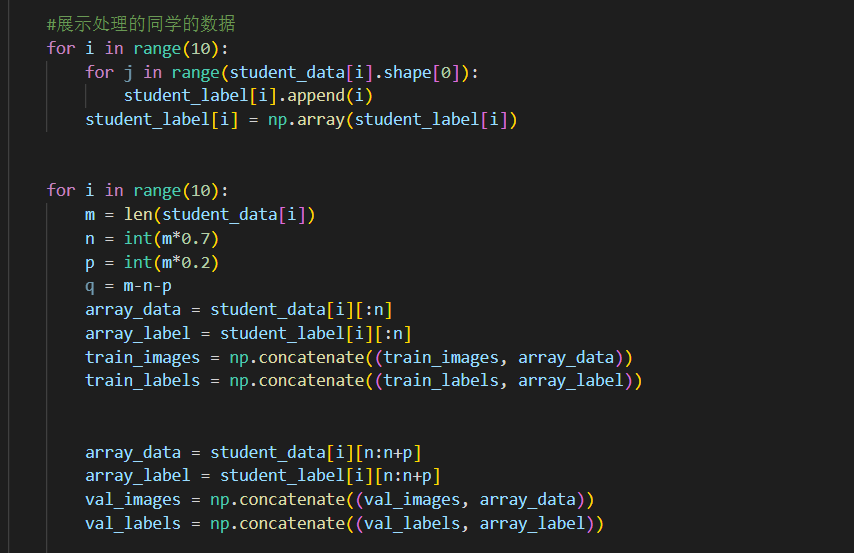 #展示处理的同学的数据
for i in range(10):
    for j in range(student_data[i].shape[0]):
        student_label[i].append(i)
    student_label[i] = np.array(student_label[i])
for i in range(10):
    m = len(student_data[i])
    n = int(m*0.7)
    p = int(m*0.2)
    q = m-n-p
    array_data = student_data[i][:n]
    array_label = student_label[i][:n]
    train_images = np.concatenate((train_images, array_data))
    train_labels = np.concatenate((train_labels, array_label))
    array_data = student_data[i][n:n+p]
    array_label = student_label[i][n:n+p]
    val_images = np.concatenate((val_images, array_data))
    val_labels = np.concatenate((val_labels, array_label))